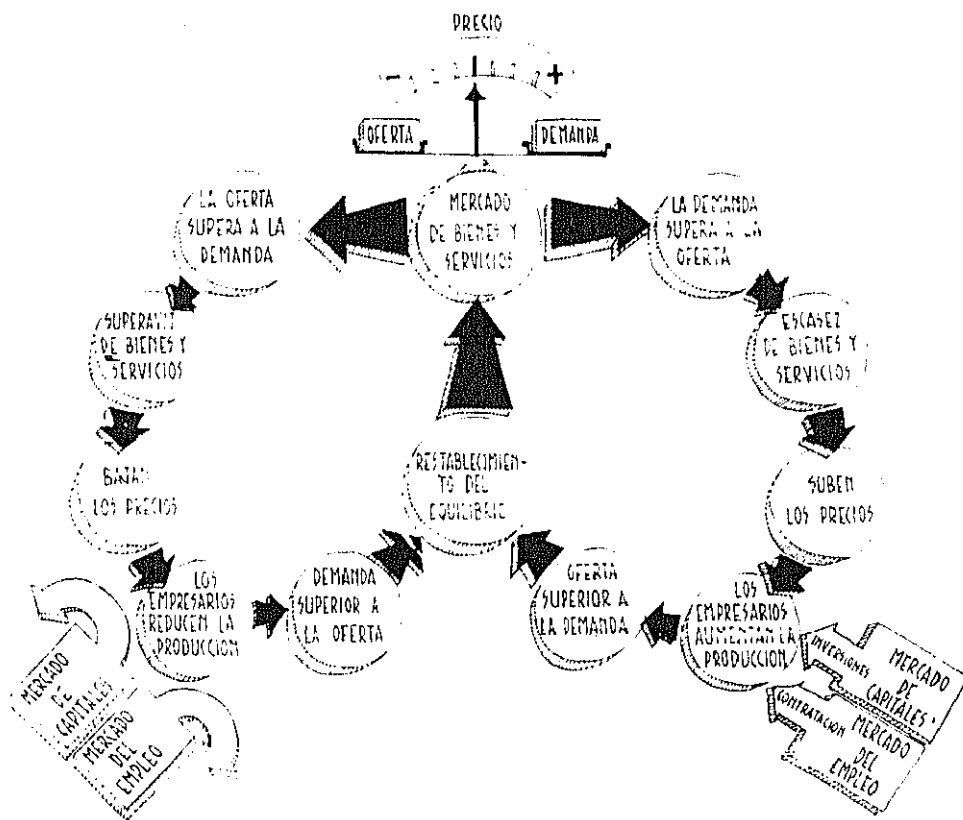 PRECIO
− +
OFERTA
DEMANDA
LA OFERTA
SUPERA A LA
DEMANDA
MERCADO
DE BIENES Y
SERVICIOS
LA DEMANDA
SUPERA A LA
OFERTA
SUPERAVIT
DE BIENES Y
SERVICIOS
ESCASEZ
DE BIENES Y
SERVICIOS
BAJAN
LOS PRECIOS
RESTABLECIMIEN-
TO DEL
EQUILIBRIO
SUBEN
LOS PRECIOS
LOS
EMPRESARIOS
REDUCEN LA
PRODUCCION
DEMANDA
SUPERIOR A
LA OFERTA
OFERTA
SUPERIOR A
LA DEMANDA
LOS
EMPRESARIOS
AUMENTAN LA
PRODUCCION
MERCADO
DE
CAPITALES
MERCADO
DEL
EMPLEO
INVERSIONES
MERCADO
DE
CAPITALES
CONTRATACION
MERCADO
DEL
EMPLEO